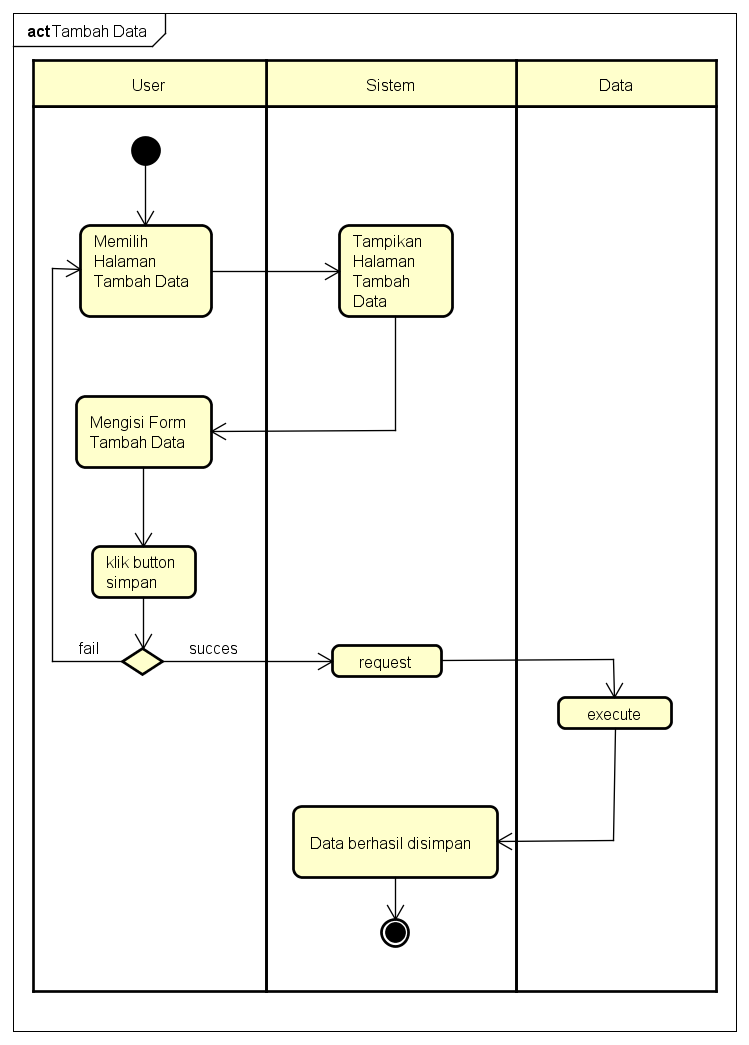 act Tambah Data
User
Sistem
Data
Memilih
Halaman
Tambah Data
Tampikan
Halaman
Tambah
Data
Mengisi Form
Tambah Data
klik button
simpan
fail
succes
request
execute
Data berhasil disimpan